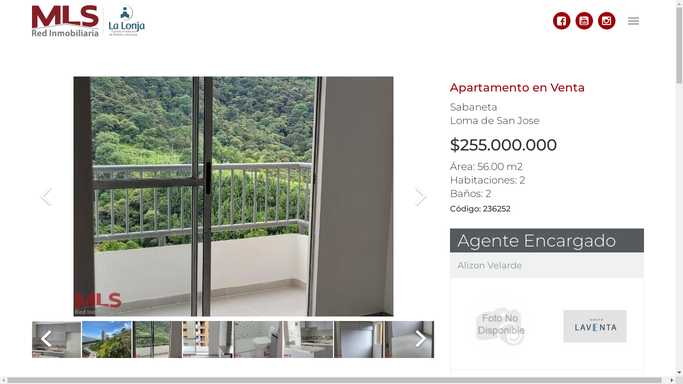 MLS
Red Inmobiliaria
La Lonja
Apartamento en Venta
Sabaneta
Loma de San Jose
$255.000.000
Área: 56.00 m2
Habitaciones: 2
Baños: 2
Código: 236252
Agente Encargado
Alizon Velarde
MLS
Red Inmobiliaria
Foto No
Disponible
LAVENTA